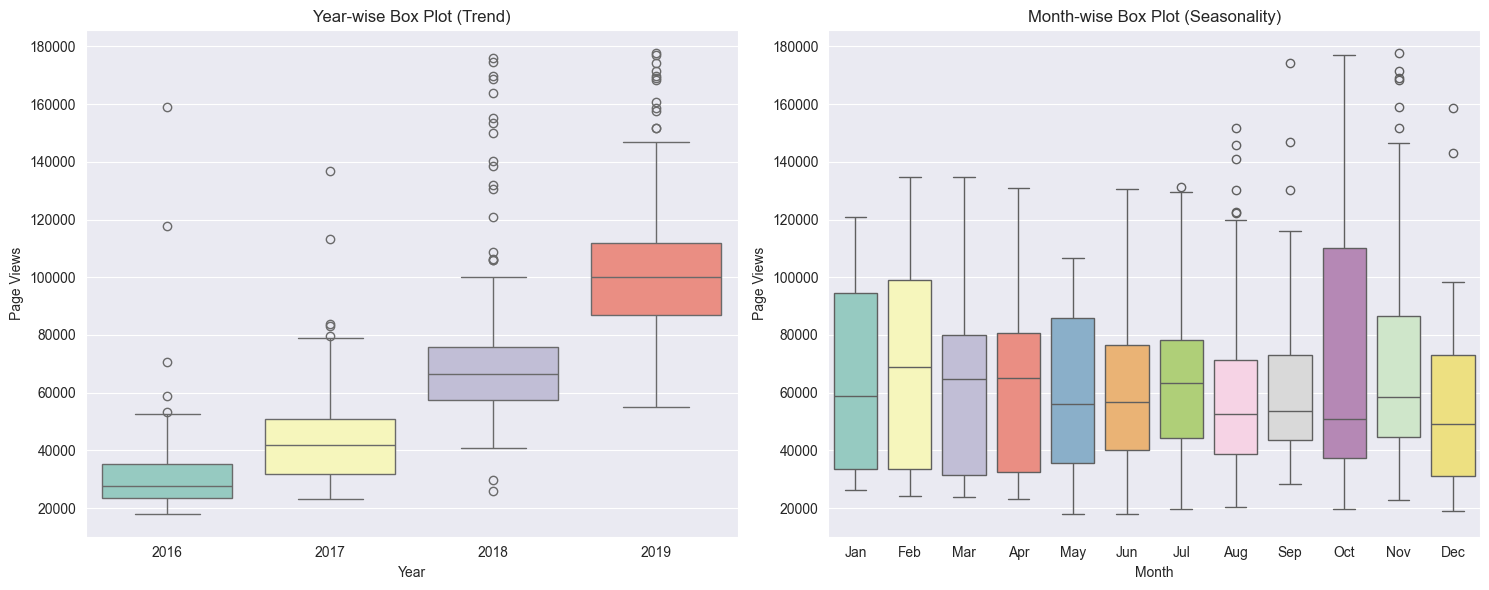 Year-wise Box Plot (Trend)
180000
160000
140000
120000
100000
80000
60000
40000
20000
Page Views
2016 2017 2018 2019
Year
Month-wise Box Plot (Seasonality)
180000
160000
140000
120000
100000
80000
60000
40000
20000
Page Views
Jan Feb Mar Apr May Jun Jul Aug Sep Oct Nov Dec
Month